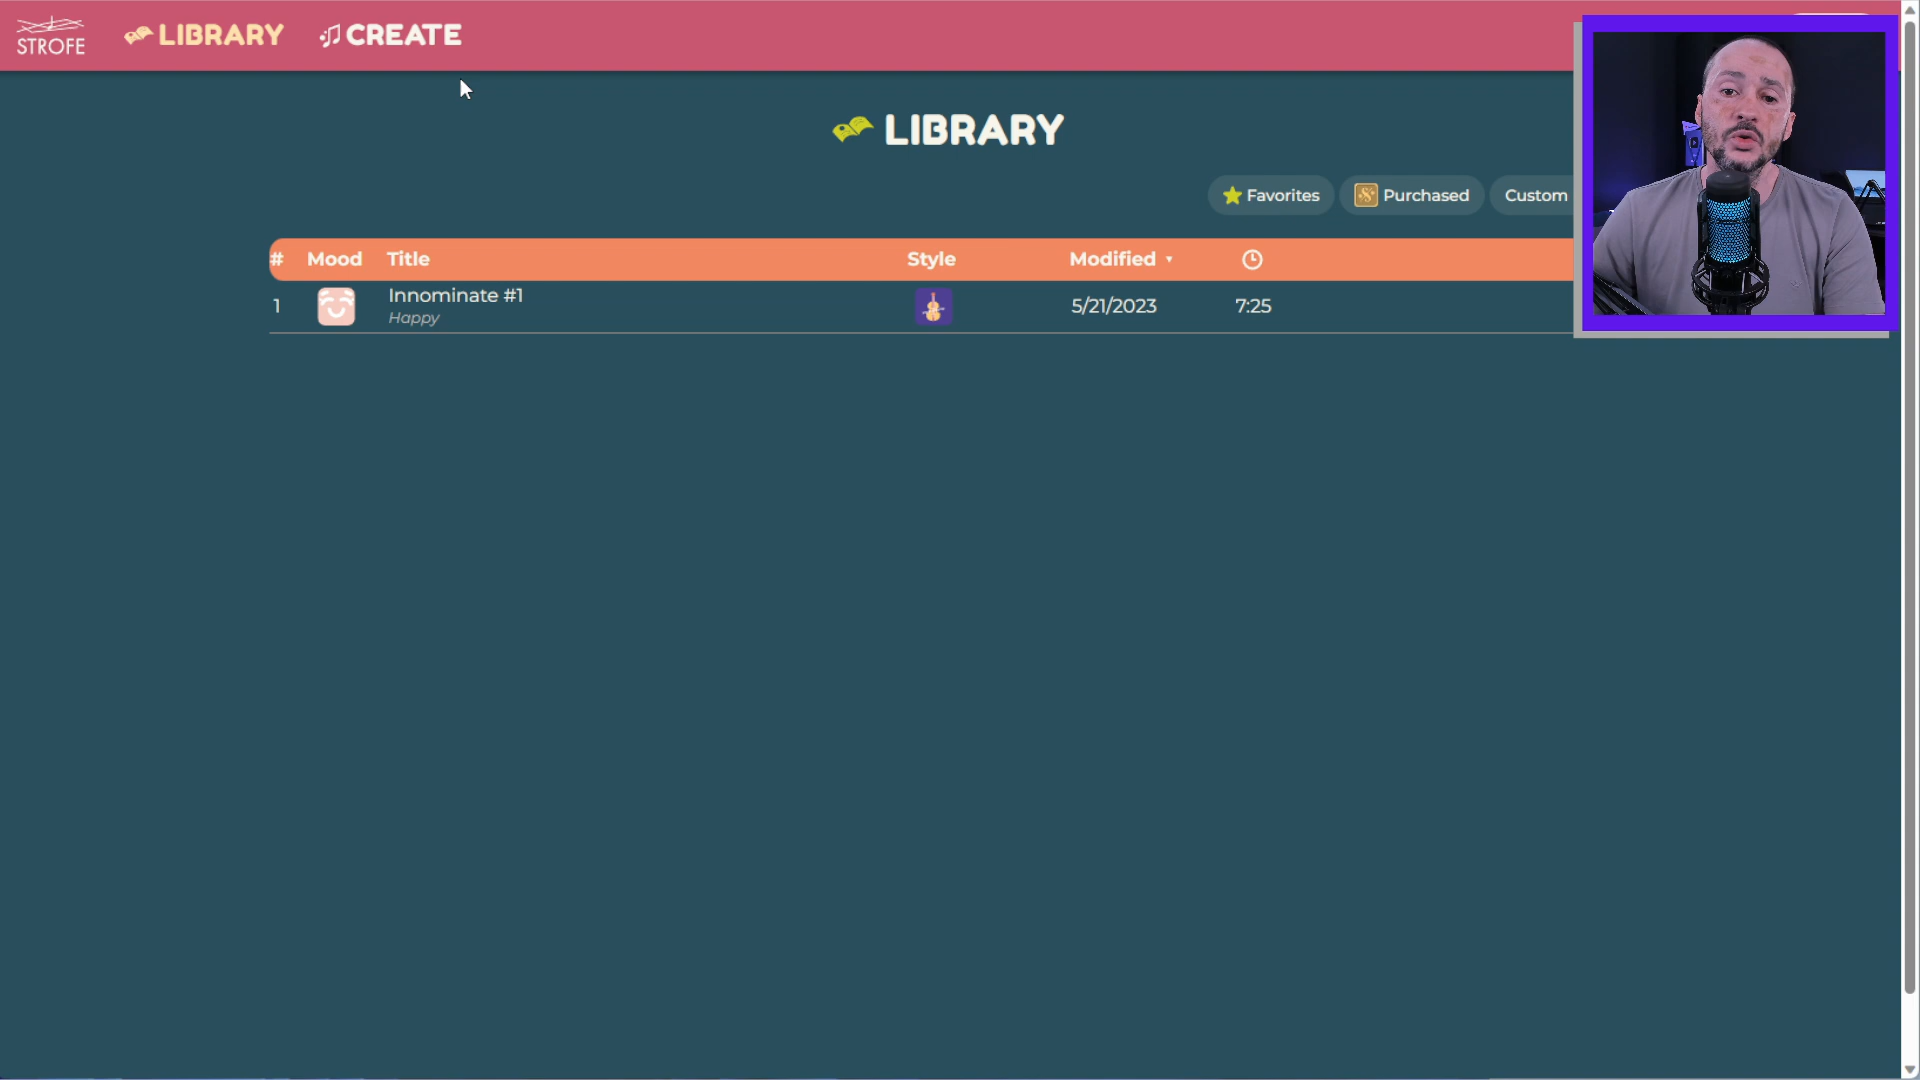 STROFE LIBRARY CREATE
LIBRARY
Favorites Purchased Custom
# Mood Title Style Modified
1 Innominate #1 5/21/2023 7:25
Happy